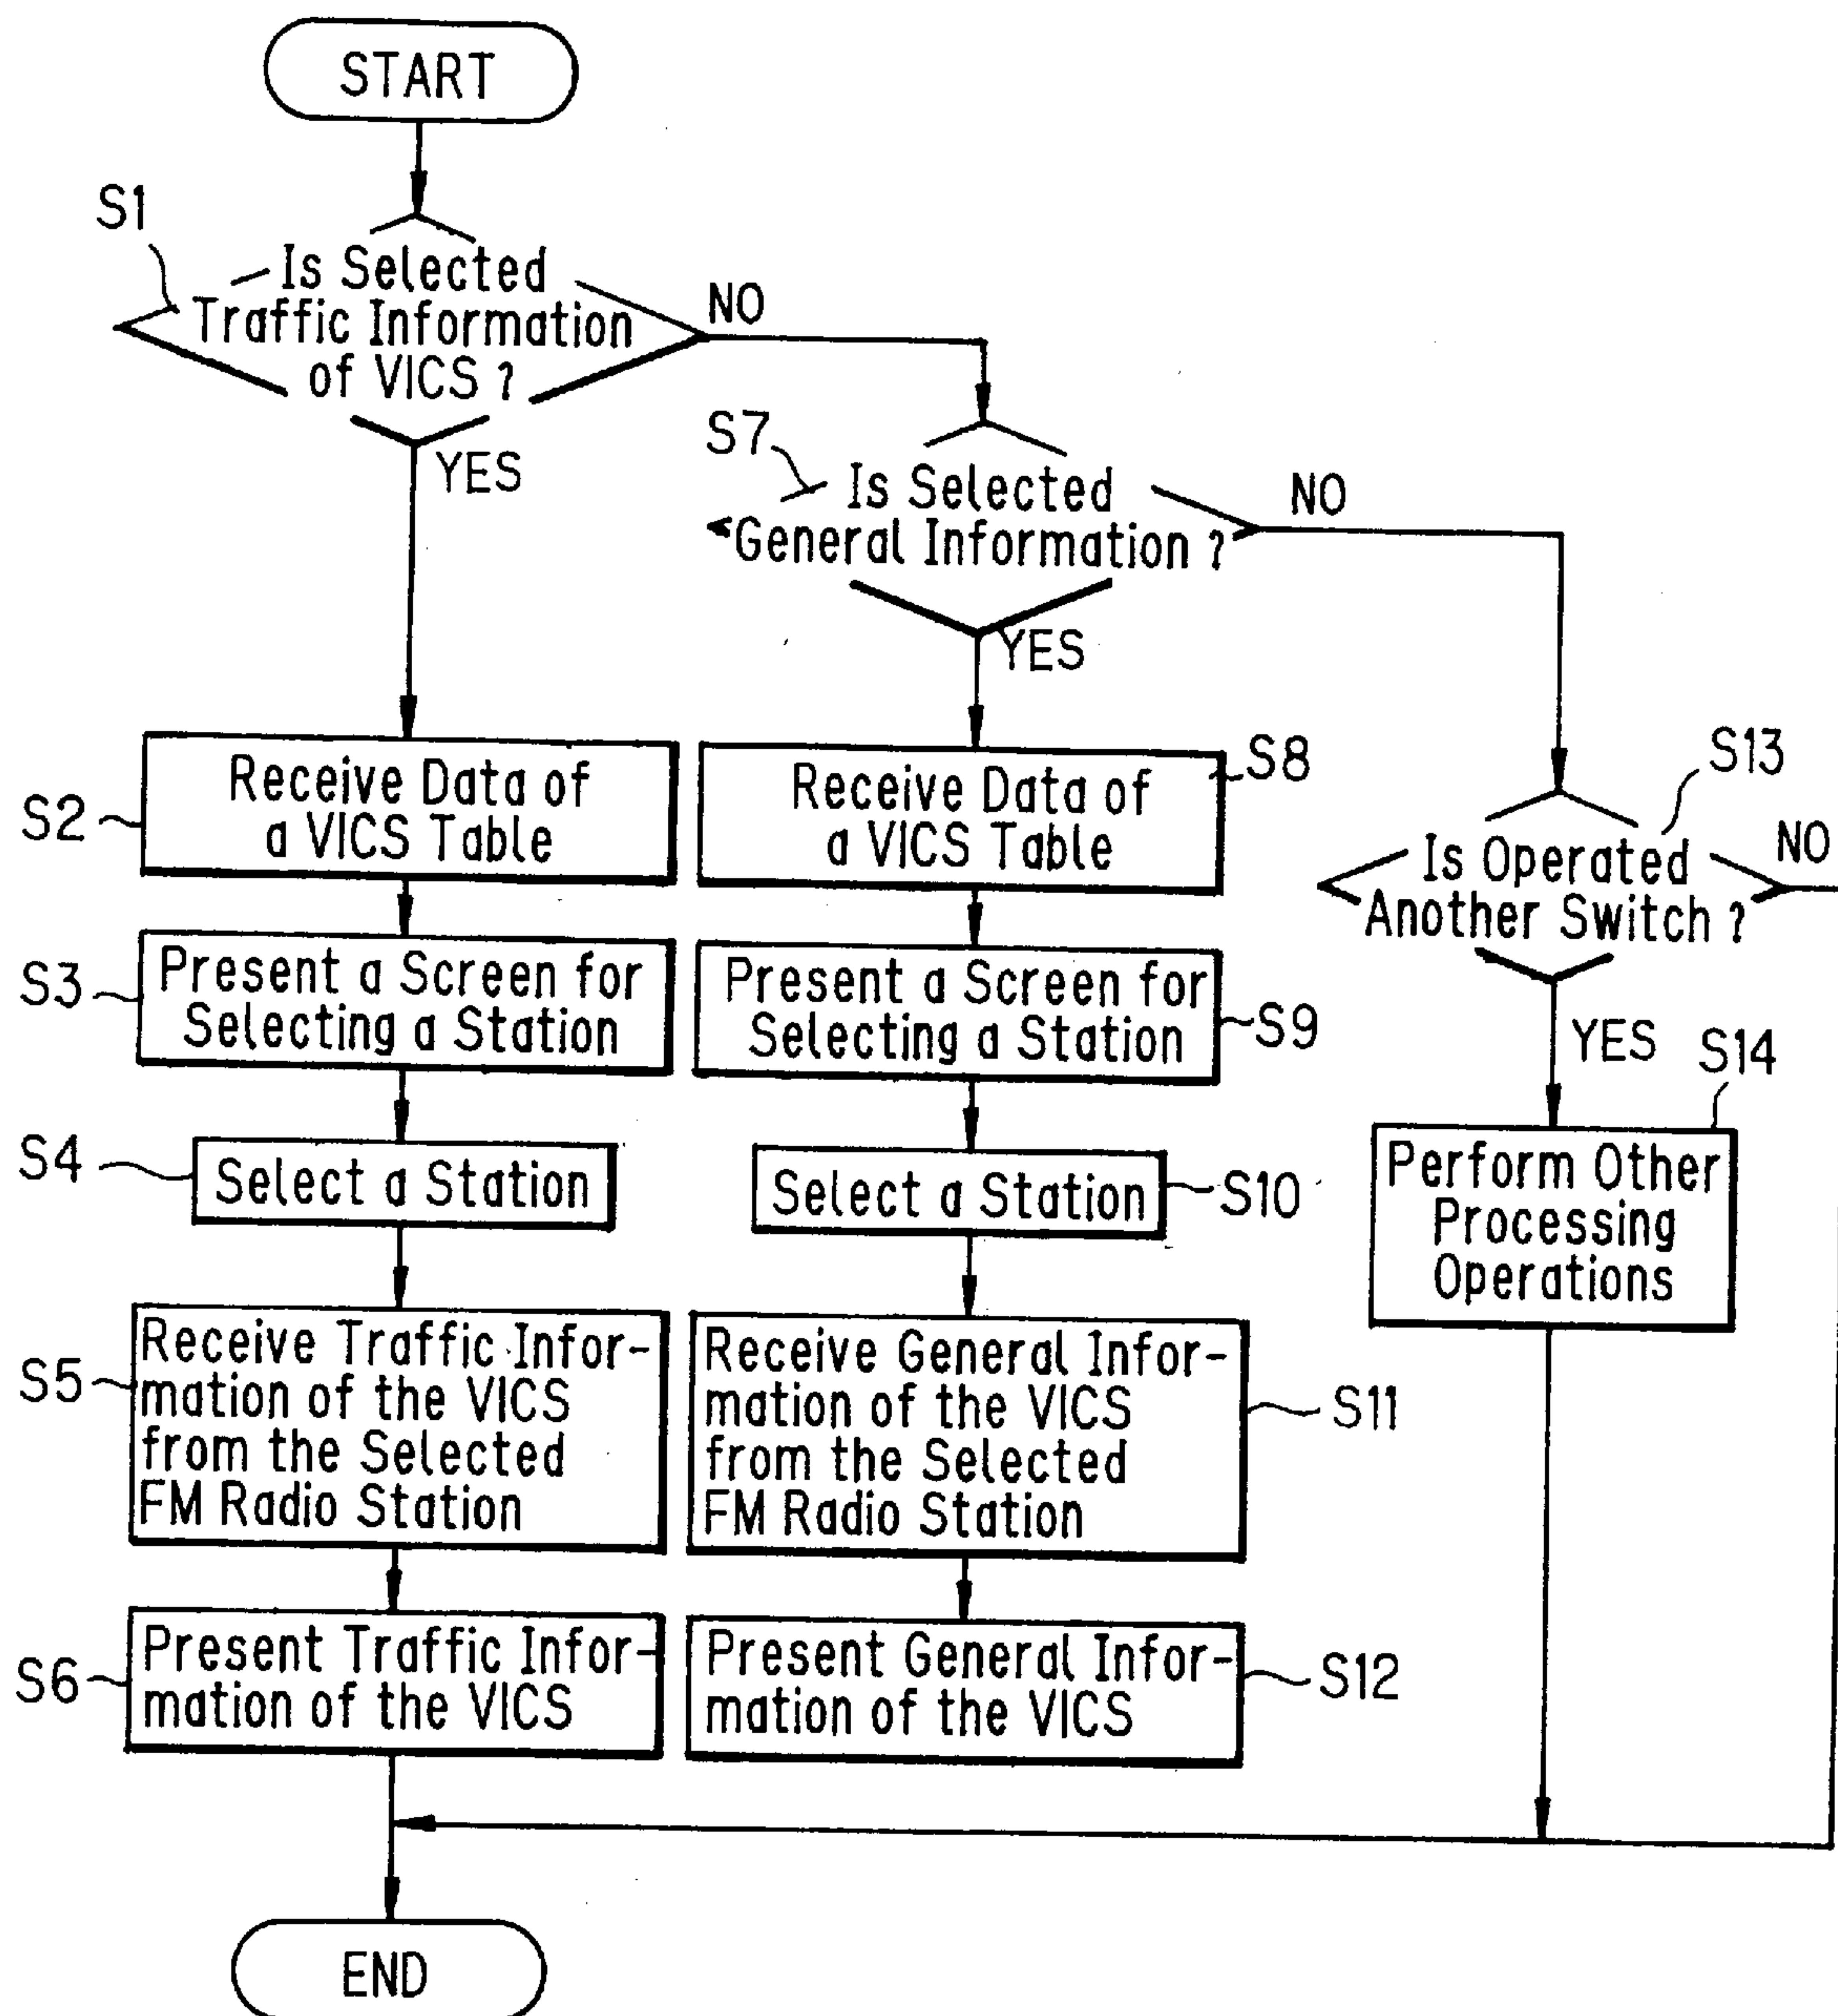 START
S1
Is Selected
Traffic Information
of VICS ?
NO
YES
S7
Is Selected
General Information ?
NO
YES
S2
Receive Data of
a VICS Table
S8
Receive Data of
a VICS Table
S13
Is Operated
Another Switch ?
NO
YES
S3
Present a Screen for
Selecting a Station
S9
Present a Screen for
Selecting a Station
S14
Perform Other
Processing
Operations
S4
Select a Station
S10
Select a Station
S5
Receive Traffic Infor-
mation of the VICS
from the Selected
FM Radio Station
S11
Receive General Infor-
mation of the VICS
from the Selected
FM Radio Station
S6
Present Traffic Infor-
mation of the VICS
S12
Present General Infor-
mation of the VICS
END